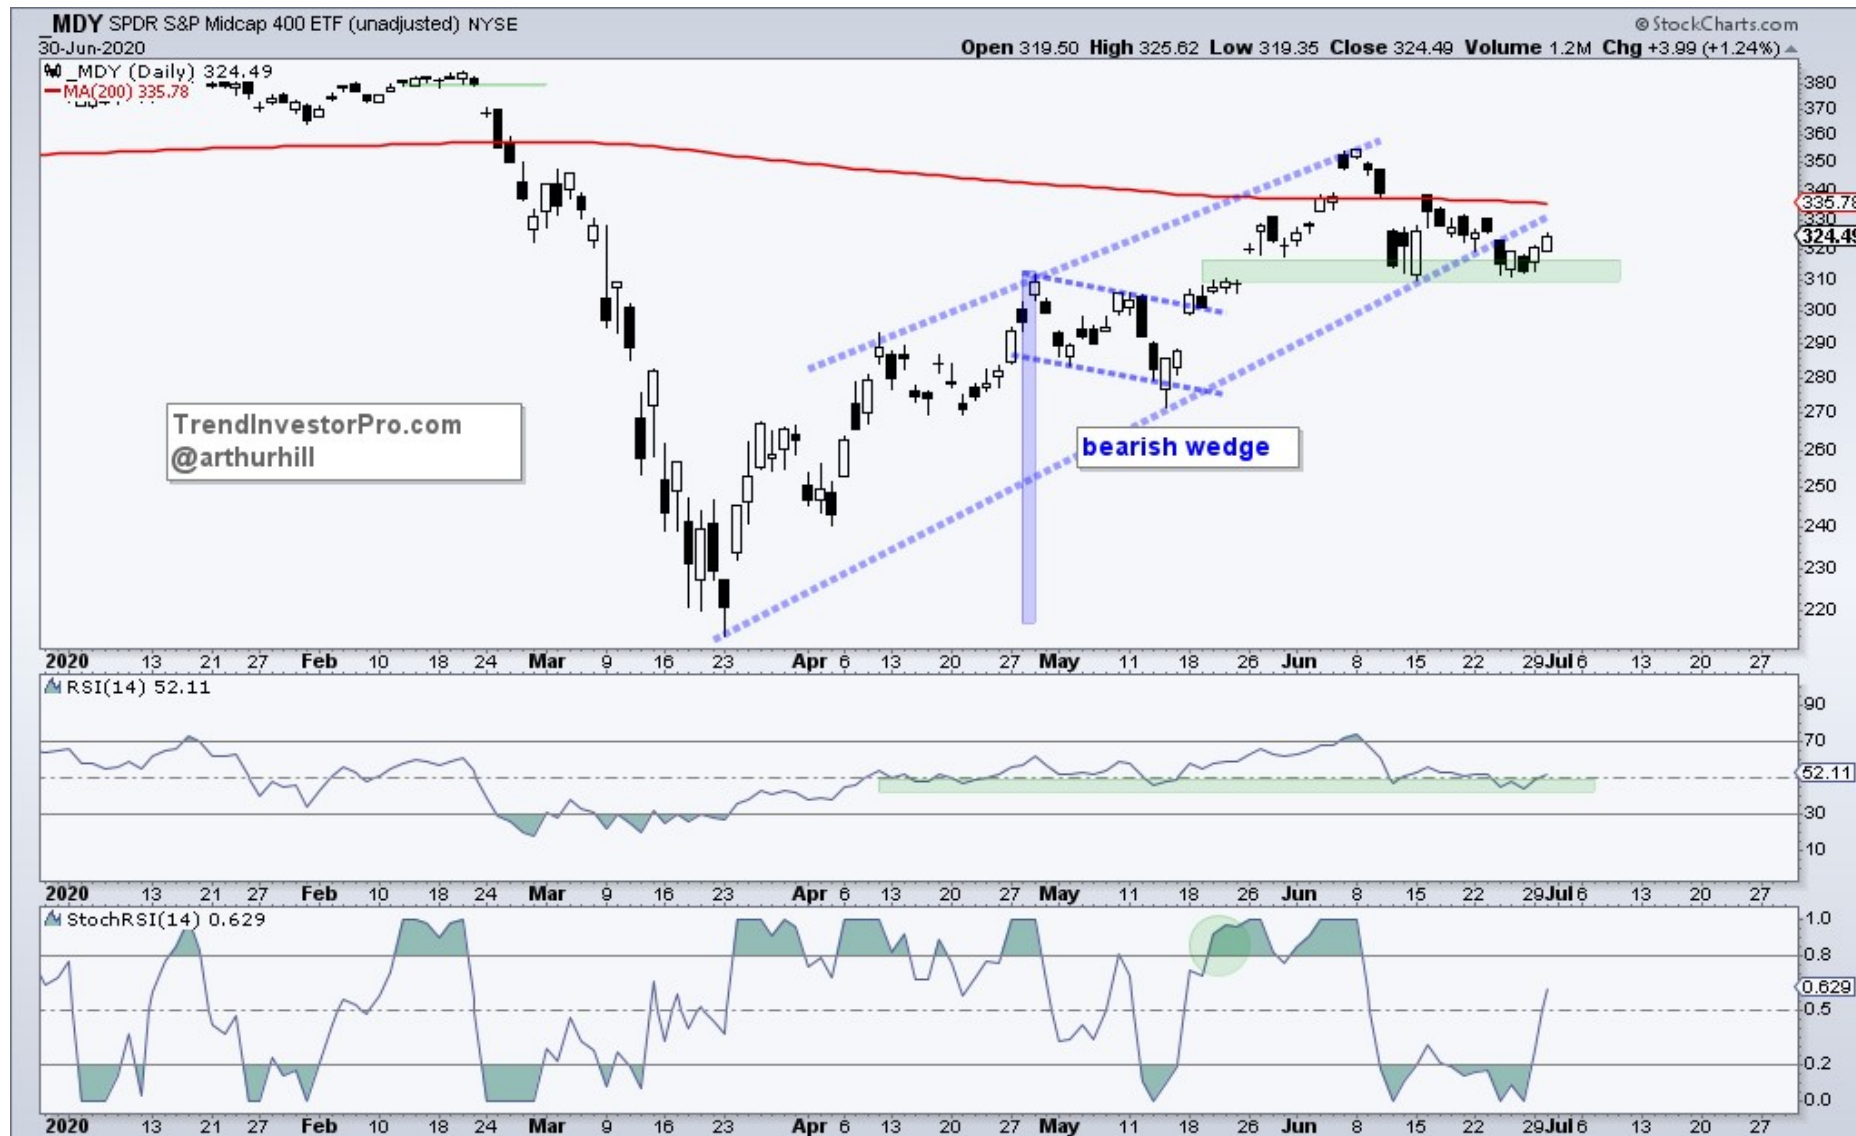 _MDY SPDR S&P Midcap 400 ETF (unadjusted) NYSE
© StockCharts.com
30-Jun-2020
Open 319.50 High 325.62 Low 319.35 Close 324.49 Volume 1.2M Chg +3.99 (+1.24%)
_MDY (Daily) 324.49
MA(200) 335.78
380
370
360
350
340
335.78
330
324.49
320
310
300
290
280
270
260
250
240
230
220
TrendInvestorPro.com
@arthurhill
bearish wedge
2020 13 21 27 Feb 10 18 24 Mar 9 16 23 Apr 6 13 20 27 May 11 18 26 Jun 8 15 22 29 Jul 6 13 20 27
RSI(14) 52.11
90
70
52.11
30
10
2020 13 21 27 Feb 10 18 24 Mar 9 16 23 Apr 6 13 20 27 May 11 18 26 Jun 8 15 22 29 Jul 6 13 20 27
StochRSI(14) 0.629
1.0
0.8
0.629
0.5
0.2
0.0
2020 13 21 27 Feb 10 18 24 Mar 9 16 23 Apr 6 13 20 27 May 11 18 26 Jun 8 15 22 29 Jul 6 13 20 27